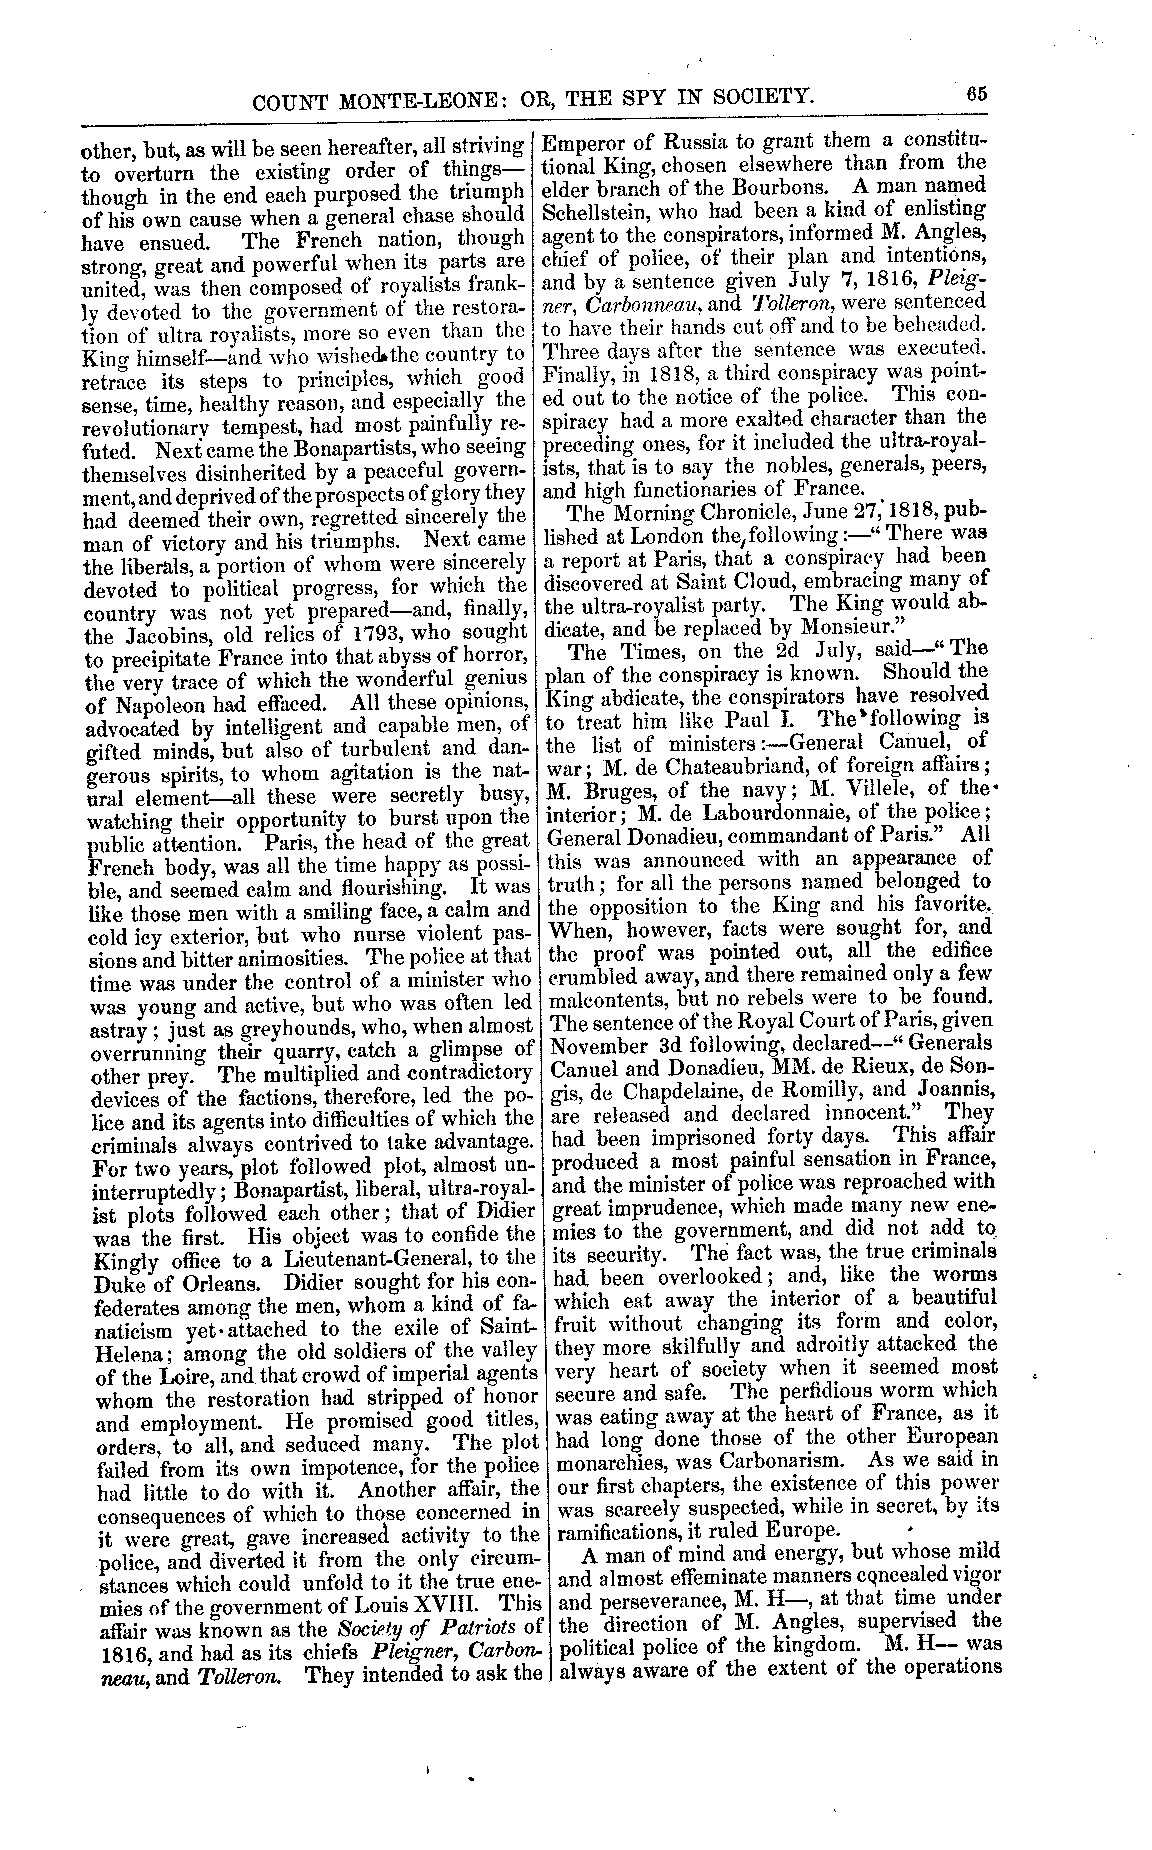 COUNT MONTE-LEONE: OR, THE SPY IN SOCIETY. 65
other, but, as will be seen hereafter, all striving
to overturn the existing order of things—
though in the end each purposed the triumph
of his own cause when a general chase should
have ensued. The French nation, though
strong, great and powerful when its parts are
united, was then composed of royalists frank-
ly devoted to the government of the restora-
tion of ultra royalists, more so even than the
King himself—and who wished the country to
retrace its steps to principles, which good
sense, time, healthy reason, and especially the
revolutionary tempest, had most painfully re-
futed. Next came the Bonapartists, who seeing
themselves disinherited by a peaceful govern-
ment, and deprived of the prospects of glory they
had deemed their own, regretted sincerely the
man of victory and his triumphs. Next came
the liberals, a portion of whom were sincerely
devoted to political progress, for which the
country was not yet prepared—and, finally,
the Jacobins, old relics of 1793, who sought
to precipitate France into that abyss of horror,
the very trace of which the wonderful genius
of Napoleon had effaced. All these opinions,
advocated by intelligent and capable men, of
gifted minds, but also of turbulent and dan-
gerous spirits, to whom agitation is the nat-
ural element—all these were secretly busy,
watching their opportunity to burst upon the
public attention. Paris, the head of the great
French body, was all the time happy as possi-
ble, and seemed calm and flourishing. It was
like those men with a smiling face, a calm and
cold icy exterior, but who nurse violent pas-
sions and bitter animosities. The police at that
time was under the control of a minister who
was young and active, but who was often led
astray; just as greyhounds, who, when almost
overrunning their quarry, catch a glimpse of
other prey. The multiplied and contradictory
devices of the factions, therefore, led the po-
lice and its agents into difficulties of which the
criminals always contrived to take advantage.
For two years, plot followed plot, almost un-
interruptedly; Bonapartist, liberal, ultra-royal-
ist plots followed each other; that of Didier
was the first. His object was to confide the
Kingly office to a Lieutenant-General, to the
Duke of Orleans. Didier sought for his con-
federates among the men, whom a kind of fa-
naticism yet attached to the exile of Saint-
Helena; among the old soldiers of the valley
of the Loire, and that crowd of imperial agents
whom the restoration had stripped of honor
and employment. He promised good titles,
orders, to all, and seduced many. The plot
failed from its own impotence, for the police
had little to do with it. Another affair, the
consequences of which to those concerned in
it were great, gave increased activity to the
police, and diverted it from the only circum-
stances which could unfold to it the true ene-
mies of the government of Louis XVIII. This
affair was known as the Society of Patriots of
1816, and had as its chiefs Pleigner, Carbon-
neau, and Tolleron. They intended to ask the
Emperor of Russia to grant them a constitu-
tional King, chosen elsewhere than from the
elder branch of the Bourbons. A man named
Schellstein, who had been a kind of enlisting
agent to the conspirators, informed M. Angles,
chief of police, of their plan and intentions,
and by a sentence given July 7, 1816, Pleig-
ner, Carbonneau, and Tolleron, were sentenced
to have their hands cut off and to be beheaded.
Three days after the sentence was executed.
Finally, in 1818, a third conspiracy was point-
ed out to the notice of the police. This con-
spiracy had a more exalted character than the
preceding ones, for it included the ultra-royal-
ists, that is to say the nobles, generals, peers,
and high functionaries of France.
The Morning Chronicle, June 27, 1818, pub-
lished at London the following:—"There was
a report at Paris, that a conspiracy had been
discovered at Saint Cloud, embracing many of
the ultra-royalist party. The King would ab-
dicate, and be replaced by Monsieur."
The Times, on the 2d July, said—"The
plan of the conspiracy is known. Should the
King abdicate, the conspirators have resolved
to treat him like Paul I. The following is
the list of ministers:—General Canuel, of
war; M. de Chateaubriand, of foreign affairs;
M. Bruges, of the navy; M. Villele, of the
interior; M. de Labourdonnaie, of the police;
General Donadieu, commandant of Paris." All
this was announced with an appearance of
truth; for all the persons named belonged to
the opposition to the King and his favorite.
When, however, facts were sought for, and
the proof was pointed out, all the edifice
crumbled away, and there remained only a few
malcontents, but no rebels were to be found.
The sentence of the Royal Court of Paris, given
November 3d following, declared—"Generals
Canuel and Donadieu, MM. de Rieux, de Son-
gis, de Chapdelaine, de Romilly, and Joannis,
are released and declared innocent." They
had been imprisoned forty days. This affair
produced a most painful sensation in France,
and the minister of police was reproached with
great imprudence, which made many new ene-
mies to the government, and did not add to
its security. The fact was, the true criminals
had been overlooked; and, like the worms
which eat away the interior of a beautiful
fruit without changing its form and color,
they more skilfully and adroitly attacked the
very heart of society when it seemed most
secure and safe. The perfidious worm which
was eating away at the heart of France, as it
had long done those of the other European
monarchies, was Carbonarism. As we said in
our first chapters, the existence of this power
was scarcely suspected, while in secret, by its
ramifications, it ruled Europe.
A man of mind and energy, but whose mild
and almost effeminate manners concealed vigor
and perseverance, M. H—, at that time under
the direction of M. Angles, supervised the
political police of the kingdom. M. H— was
always aware of the extent of the operations